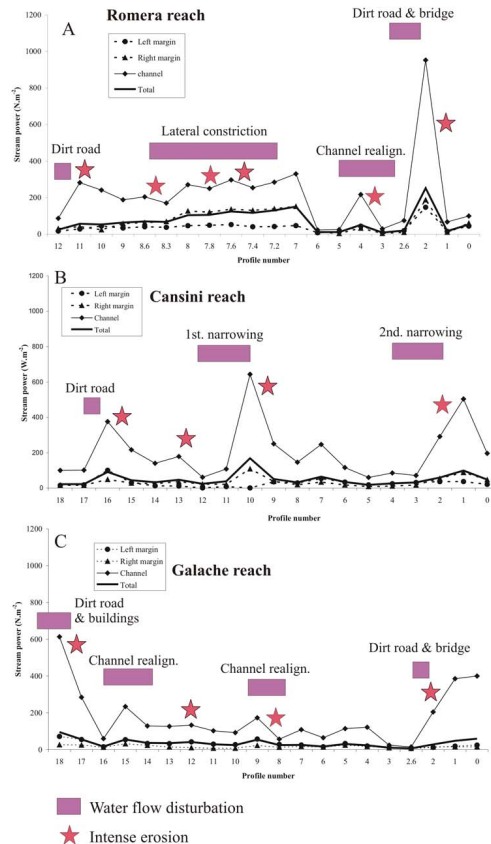 Romera reach
A
Dirt road & bridge
Left margin
Right margin
channel
Total
Dirt road
Lateral constriction
Channel realign.
Stream power (N.m-2)
1200
1000
800
600
400
200
0
12 11 10 9 8.6 8.3 8 7.8 7.6 7.4 7.2 7 6 5 4 3 2.6 2 1 0
Profile number
B
Cansini reach
Left margin
Right margin
Channel
Total
1st. narrowing
2nd. narrowing
Dirt road
Stream power (W.m-2)
1200
1000
800
600
400
200
0
18 17 16 15 14 13 12 11 10 9 8 7 6 5 4 3 2 1 0
Profile number
C
Galache reach
Left margin
Right margin
Channel
Total
Dirt road
& buildings
Channel realign.
Channel realign.
Dirt road & bridge
Stream power (N.m-2)
1200
1000
800
600
400
200
0
18 17 16 15 14 13 12 11 10 9 8 7 6 5 4 3 2.6 2 1 0
Profile number
Water flow disturbation
Intense erosion